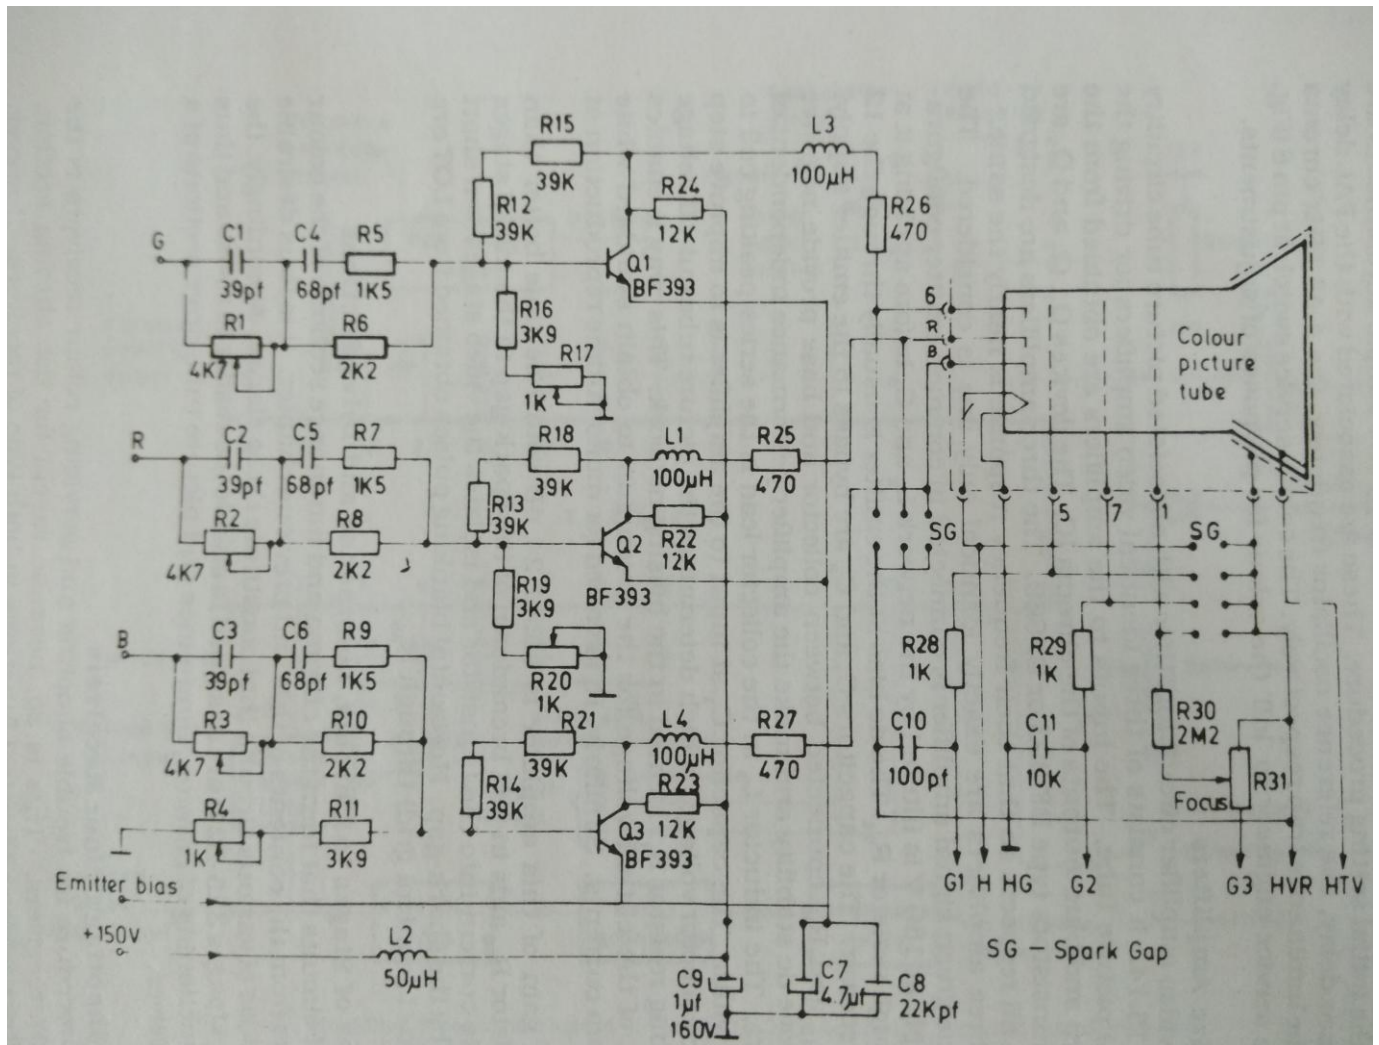 R15
39K
L3
100μH
R12
39K
R24
12K
R26
470
G
C1
39pf
C4
68pf
R5
1K5
Q1
BF393
R1
4K7
R6
2K2
R16
3K9
R17
1K
6
R
B
Colour
picture
tube
R
C2
39pf
C5
68pf
R7
1K5
R18
39K
L1
100μH
R25
470
R13
39K
R2
4K7
R8
2K2
Q2
BF393
R22
12K
SG
5
7
1
SG
R19
3K9
R20
1K
R28
1K
R29
1K
B
C3
39pf
C6
68pf
R9
1K5
R3
4K7
R10
2K2
R21
39K
L4
100μH
R27
470
C10
100pf
C11
10K
R30
2M2
R14
39K
R23
12K
R31
Focus
R4
1K
R11
3K9
Q3
BF393
Emitter bias
G1 H HG G2 G3 HVR HTV
+150V
L2
50μH
SG – Spark Gap
C9
1μf
160V
C7
4.7μf
C8
22Kpf